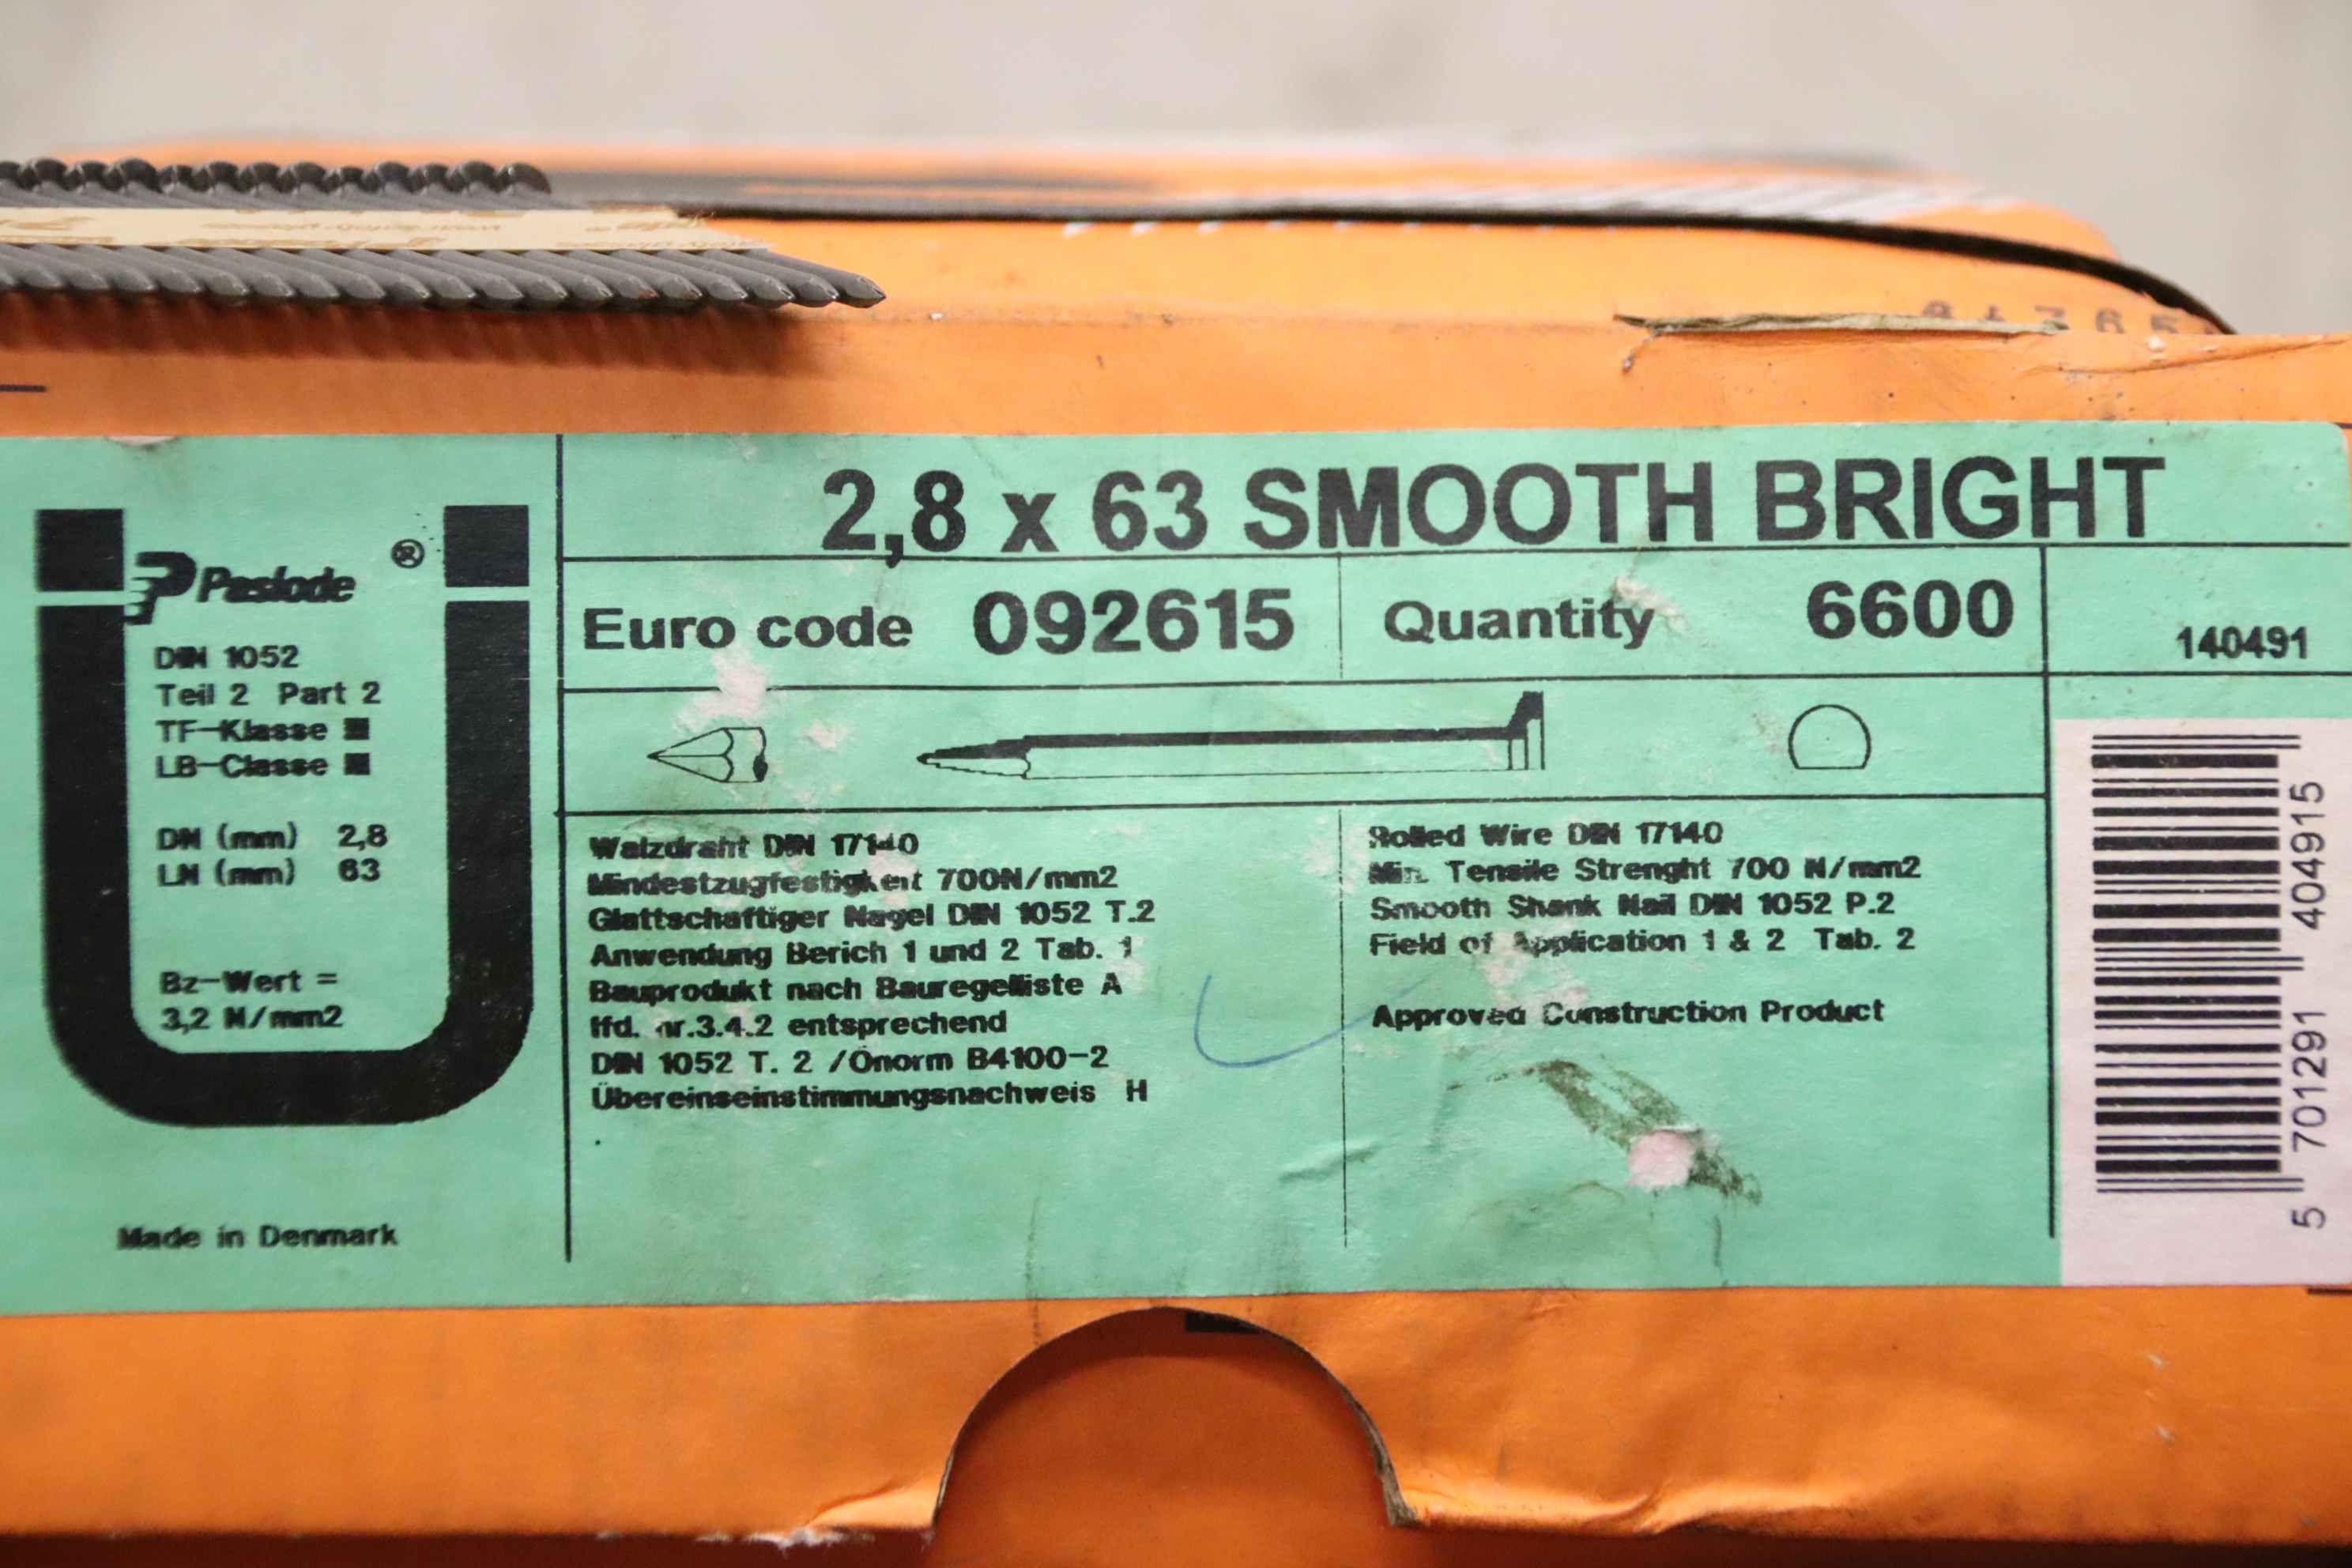 Paslode ®
DIN 1052
Teil 2 Part 2
TF-Klasse
LB-Classe
DN (mm) 2,8
LN (mm) 63
Bz-Wert =
3,2 N/mm2
Made in Denmark
2,8 x 63 SMOOTH BRIGHT
Euro code 092615
Quantity 6600
140491
Walzdraht DIN 17140
Mindestzugfestigkeit 700N/mm2
Glattschaftiger Nagel DIN 1052 T.2
Anwendung Berich 1 und 2 Tab. 1
Bauprodukt nach Bauregelliste A
lfd. nr.3.4.2 entsprechend
DIN 1052 T. 2 /Önorm B4100-2
Übereinseinstimmungsnachweis H
Rolled Wire DIN 17140
Min. Tensile Strenght 700 N/mm2
Smooth Shank Nail DIN 1052 P.2
Field of Application 1 & 2 Tab. 2
Approved Construction Product
5 701291 404915